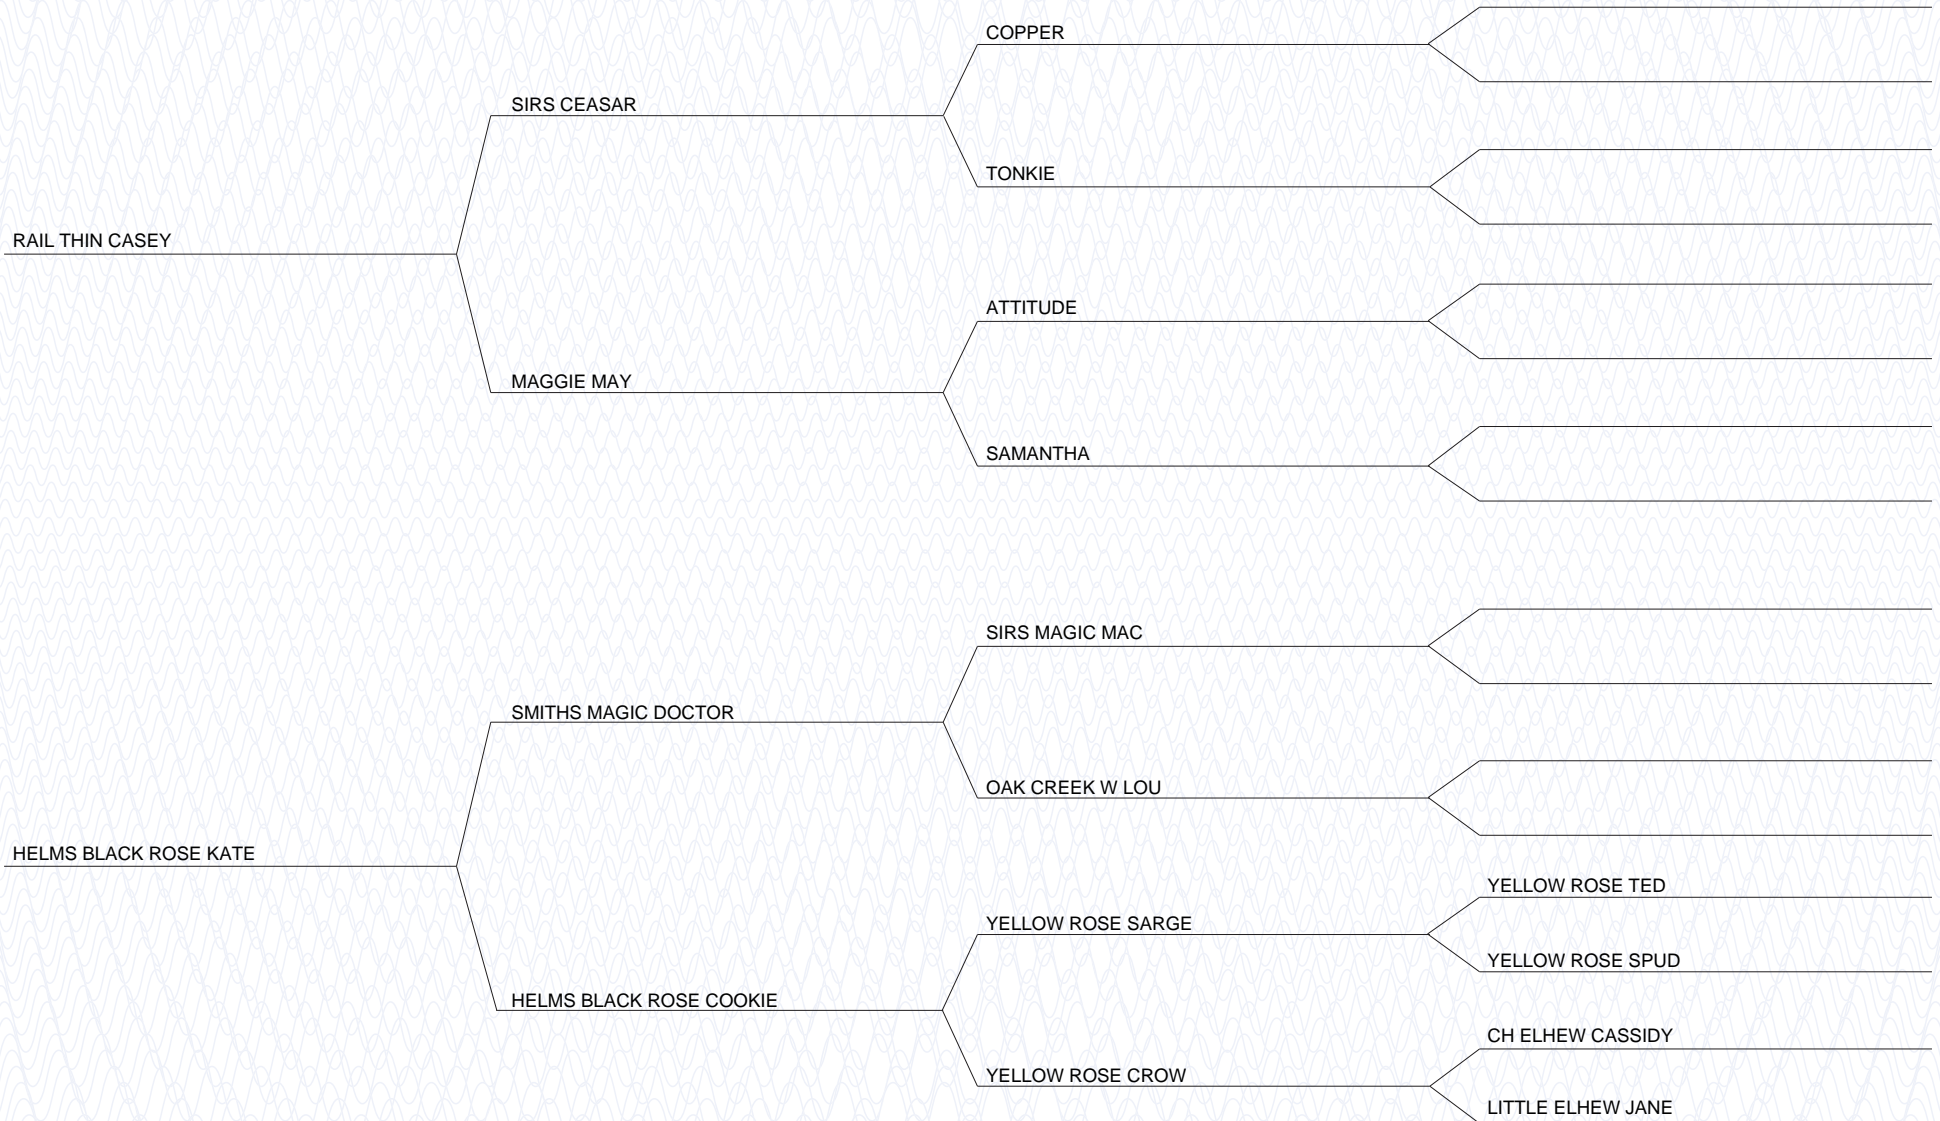 COPPER
SIRS CEASAR
TONKIE
RAIL THIN CASEY
ATTITUDE
MAGGIE MAY
SAMANTHA
SIRS MAGIC MAC
SMITHS MAGIC DOCTOR
OAK CREEK W LOU
HELMS BLACK ROSE KATE
YELLOW ROSE TED
YELLOW ROSE SARGE
YELLOW ROSE SPUD
HELMS BLACK ROSE COOKIE
CH ELHEW CASSIDY
YELLOW ROSE CROW
LITTLE ELHEW JANE